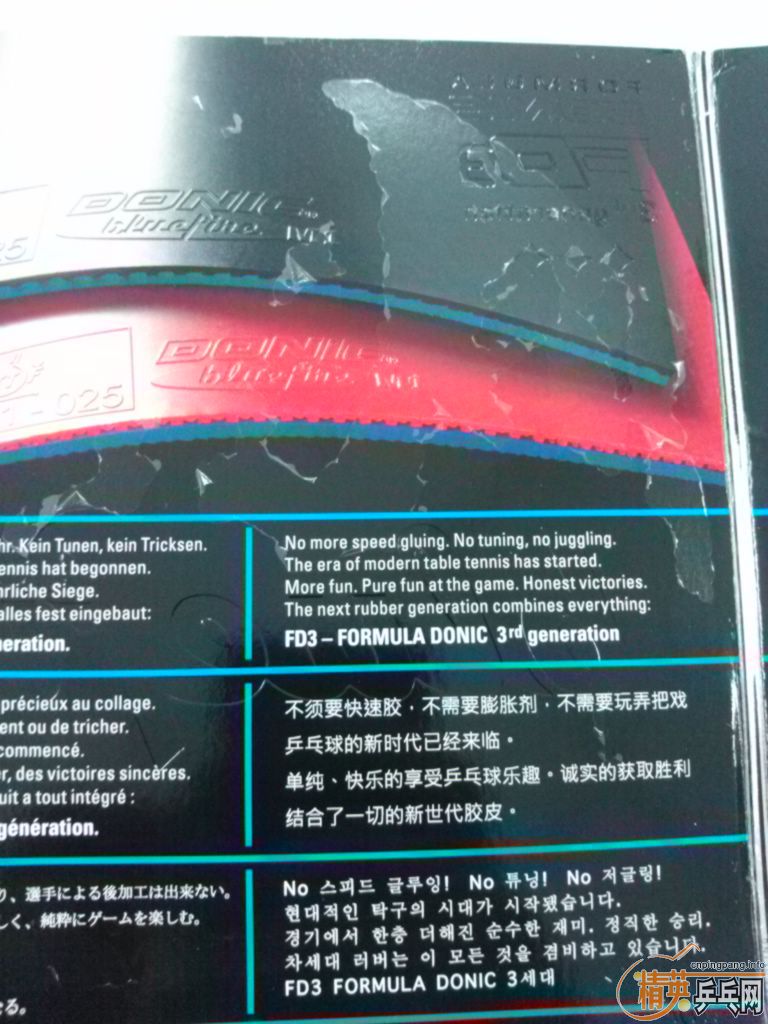 DONIC
bluefire M1
25
DONIC
bluefire M1
- 025
hr. Kein Tunen, kein Tricksen.
ennis hat begonnen.
hrliche Siege.
alles fest eingebaut:
eration.
No more speed gluing. No tuning, no juggling.
The era of modern table tennis has started.
More fun. Pure fun at the game. Honest victories.
The next rubber generation combines everything:
FD3 – FORMULA DONIC 3rd generation
précieux au collage.
ent ou de tricher.
commencé.
r, des victoires sincères.
uit a tout intégré :
génération.
不须要快速胶，不需要膨胀剂，不需要玩弄把戏
乒乓球的新时代已经来临。
单纯、快乐的享受乒乓球乐趣。诚实的获取胜利
结合了一切的新世代胶皮。
り、選手による後加工は出来ない。
しく、純粋にゲームを楽しむ。
なる。
No 스피드 글루잉! No 튜닝! No 저글링!
현대적인 탁구의 시대가 시작됐습니다.
경기에서 한층 더해진 순수한 재미. 정직한 승리.
차세대 러버는 이 모든 것을 겸비하고 있습니다.
FD3 FORMULA DONIC 3세대
cnpingpang.info
精英乒乓网